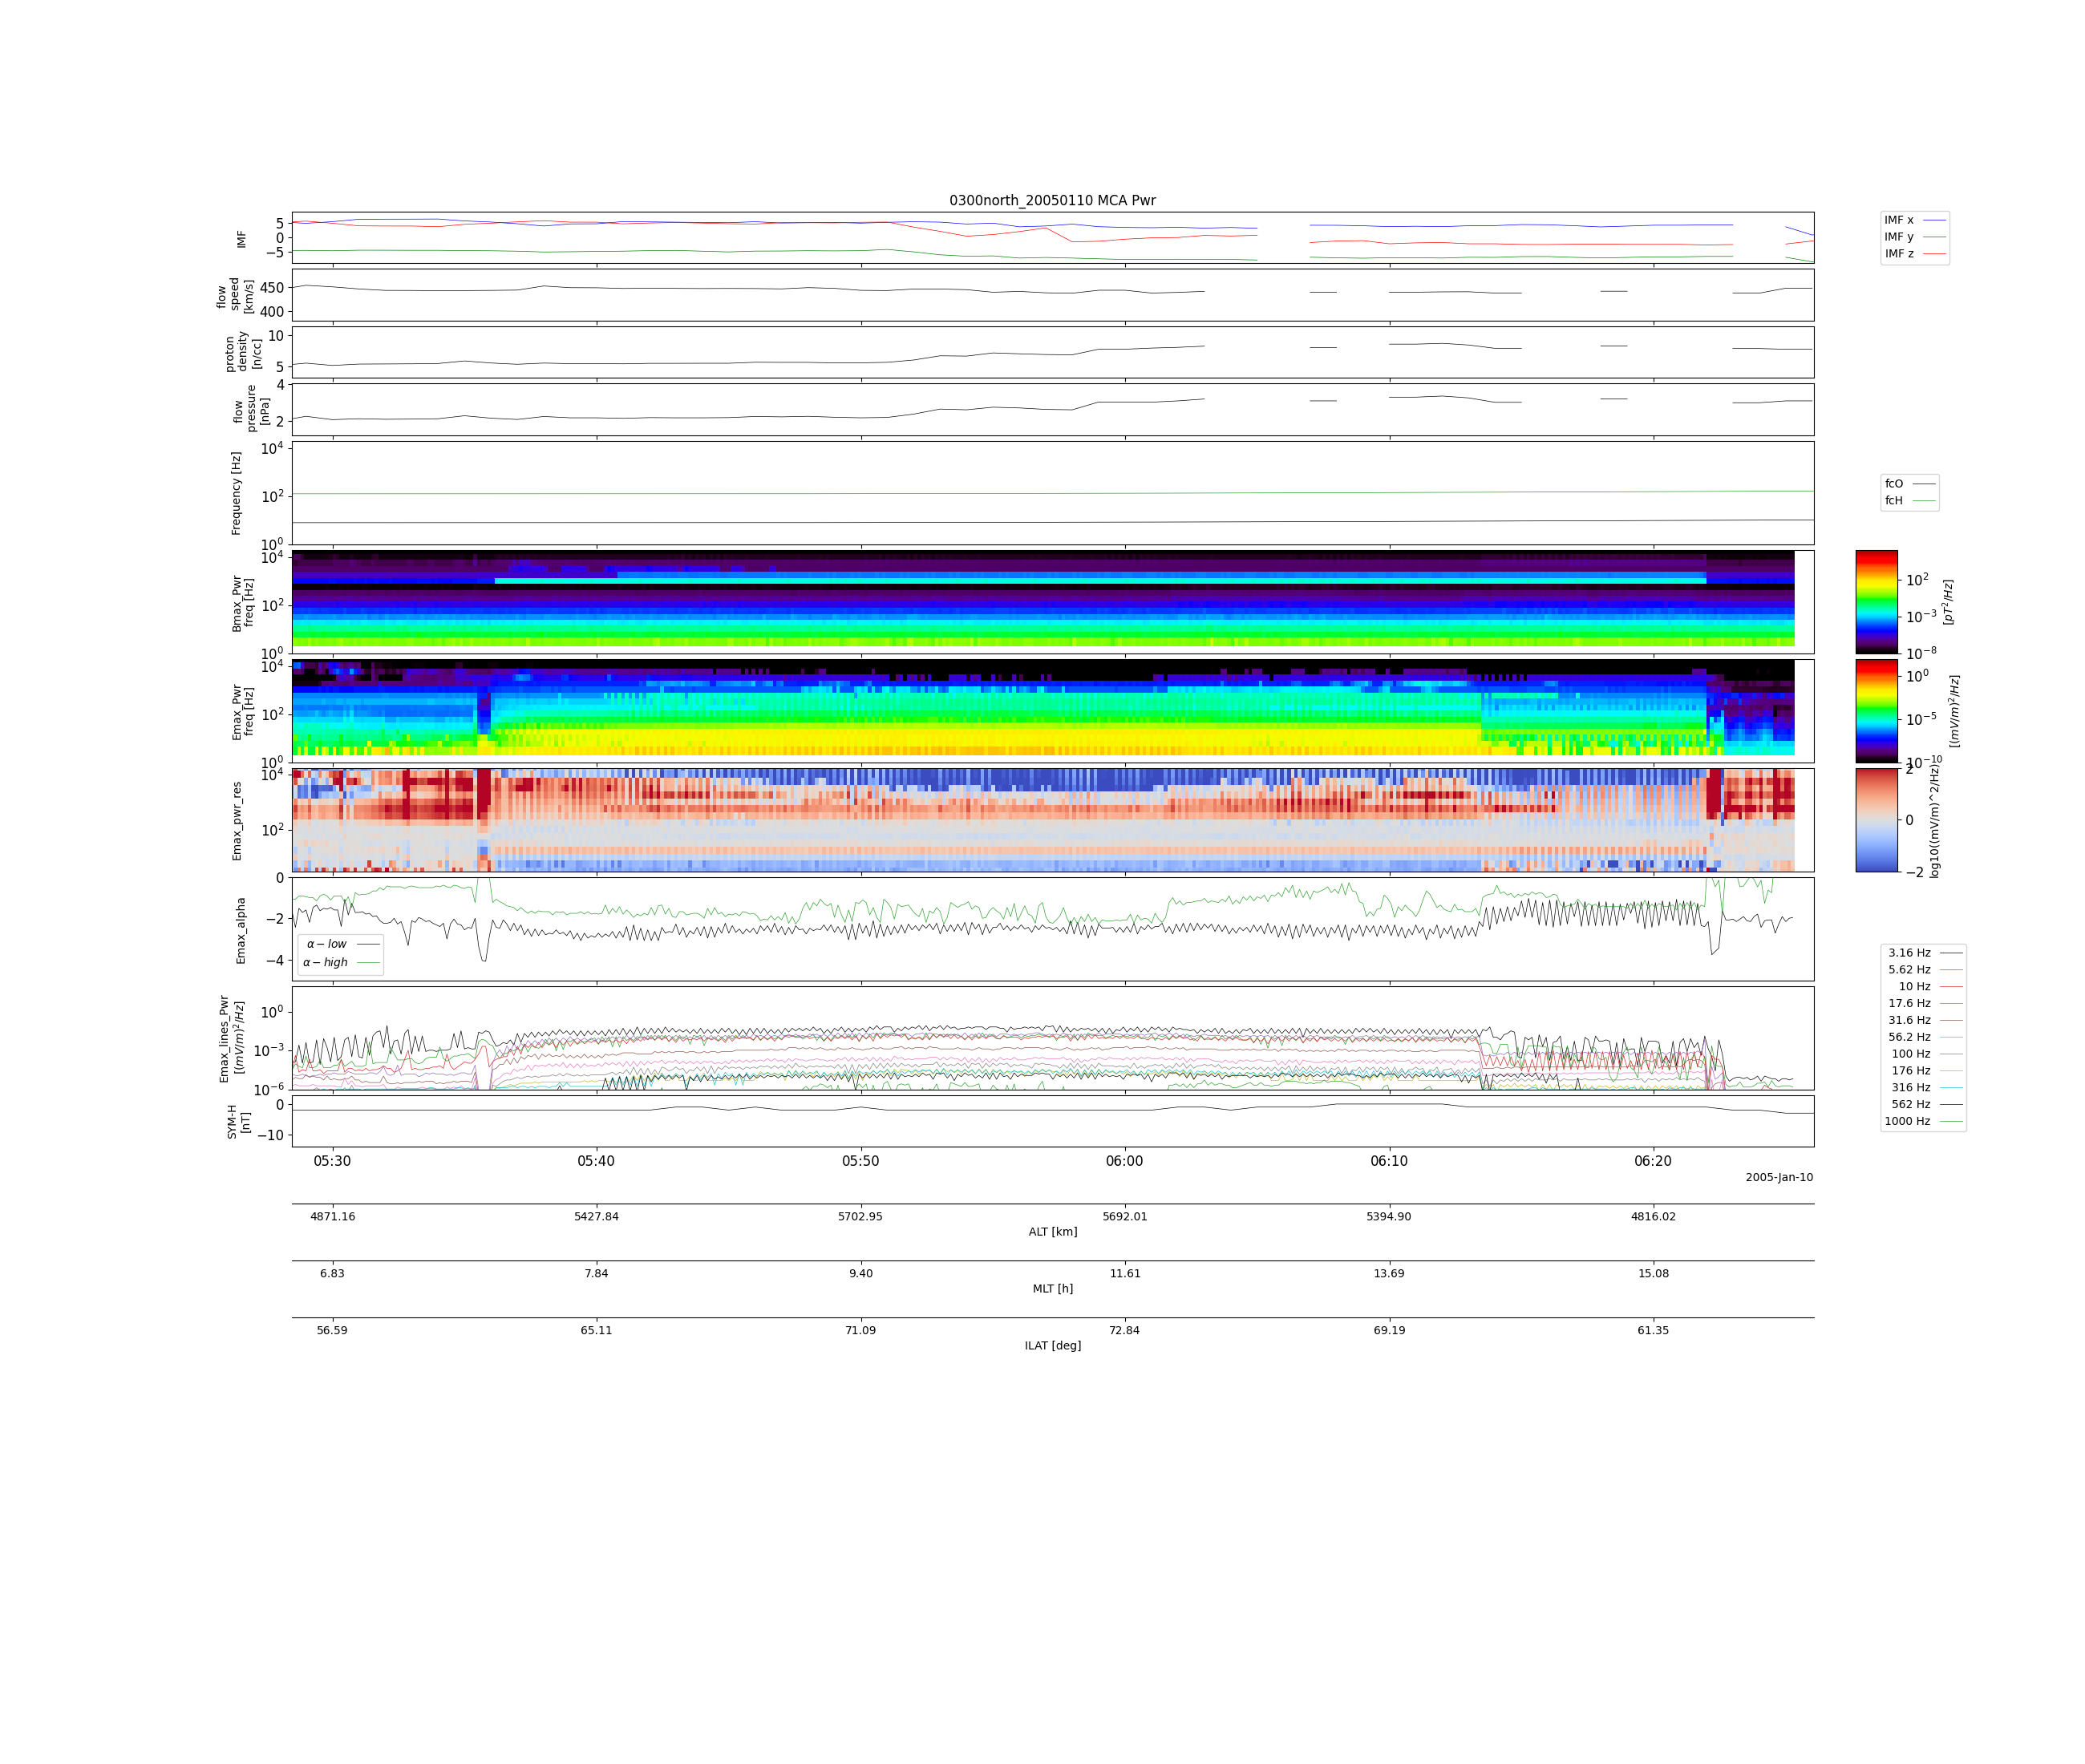 0300north_20050110 MCA Pwr
IMF
5
0
−5
IMF x
IMF y
IMF z
flow
speed
[km/s]
450
400
proton
density
[n/cc]
10
5
flow
pressure
[nPa]
4
2
Frequency [Hz]
10^4
10^2
10^0
fcO
fcH
Bmax_Pwr
freq [Hz]
10^4
10^2
10^0
10^2
10^−3
10^−8
[pT^2/Hz]
Emax_Pwr
freq [Hz]
10^4
10^2
10^0
10^0
10^−5
10^−10
[(mV/m)^2/Hz]
Emax_pwr_res
10^4
10^2
2
0
−2
log10((mV/m)^2/Hz)
Emax_alpha
0
−2
−4
α − low
α − high
Emax_lines_Pwr
[(mV/m)^2/Hz]
10^0
10^−3
10^−6
3.16 Hz
5.62 Hz
10 Hz
17.6 Hz
31.6 Hz
56.2 Hz
100 Hz
176 Hz
316 Hz
562 Hz
1000 Hz
SYM-H
[nT]
0
−10
05:30 05:40 05:50 06:00 06:10 06:20
2005-Jan-10
4871.16 5427.84 5702.95 5692.01 5394.90 4816.02
ALT [km]
6.83 7.84 9.40 11.61 13.69 15.08
MLT [h]
56.59 65.11 71.09 72.84 69.19 61.35
ILAT [deg]